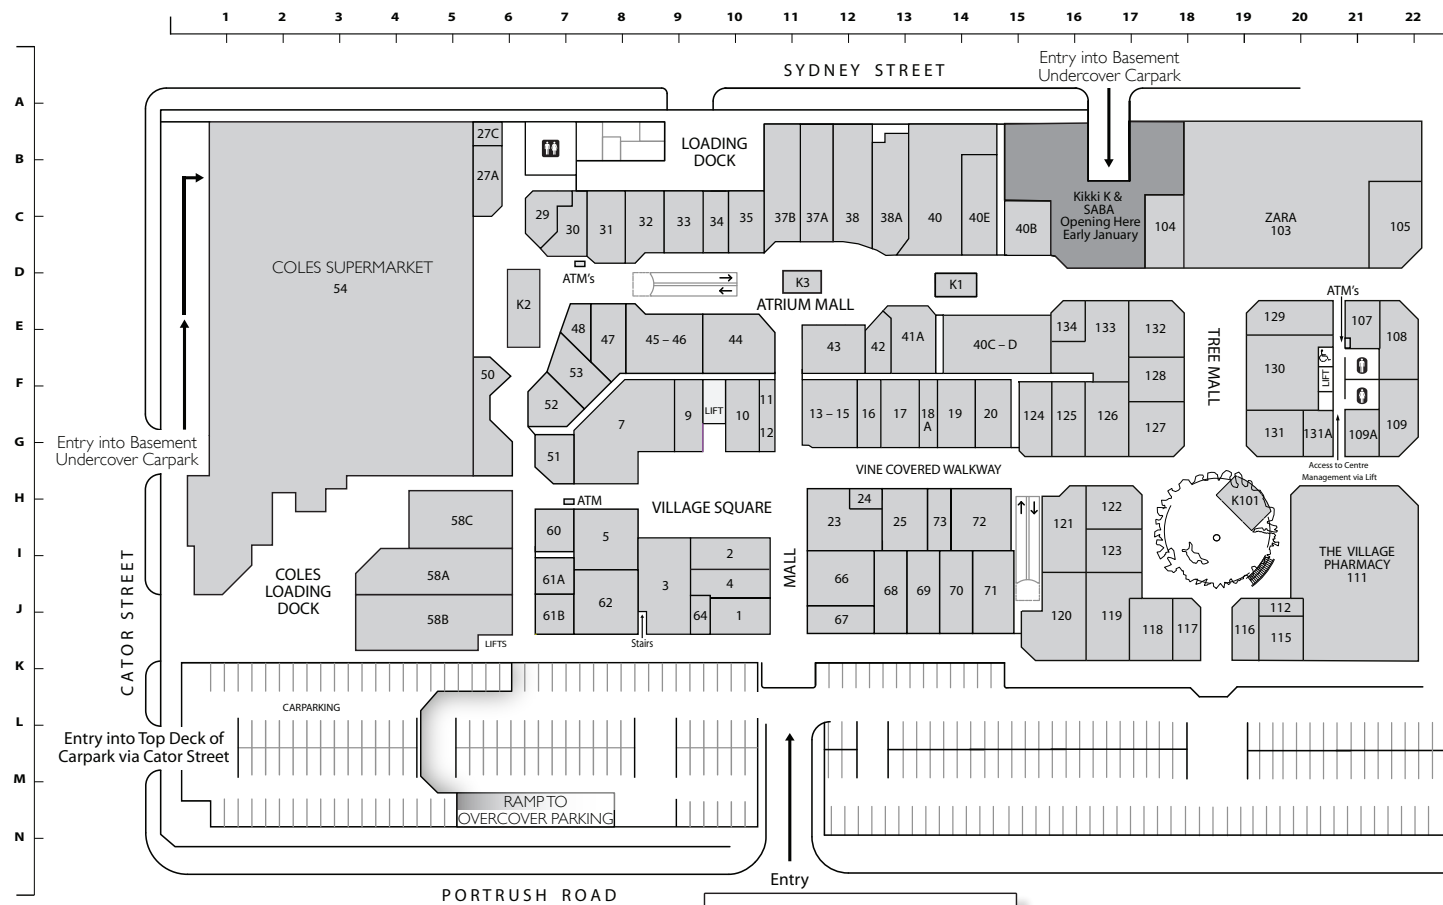 1 2 3 4 5 6 7 8 9 10 11 12 13 14 15 16 17 18 19 20 21 22
A
B
C
D
E
F
G
H
I
J
K
L
M
N
SYDNEY STREET
Entry into Basement
Undercover Carpark
27C
27A
LOADING
DOCK
29
30
31
32
33
34
35
37B
37A
38
38A
40
40E
40B
Kikki K &
SABA
Opening Here
Early January
104
ZARA
103
105
COLES SUPERMARKET
54
ATM's
K2
K3
K1
ATRIUM MALL
ATM's
48
47
45 – 46
44
43
42
41A
40C – D
134
133
132
TREE MALL
129
107
108
50
53
52
7
9
LIFT
10
11
12
13 – 15
16
17
18
A
19
20
124
125
126
128
127
130
LIFT
131
131A
109A
109
Entry into Basement
Undercover Carpark
51
VINE COVERED WALKWAY
Access to Centre
Management via Lift
ATM
VILLAGE SQUARE
K101
58C
60
5
23
24
25
73
72
121
122
123
2
4
3
MALL
THE VILLAGE
PHARMACY
111
COLES
LOADING
DOCK
58A
61A
62
66
68
69
70
71
58B
61B
64
1
67
120
119
118
117
116
112
115
LIFTS
Stairs
CATOR STREET
CARPARKING
Entry into Top Deck of
Carpark via Cator Street
RAMP TO
OVERCOVER PARKING
Entry
PORTRUSH ROAD